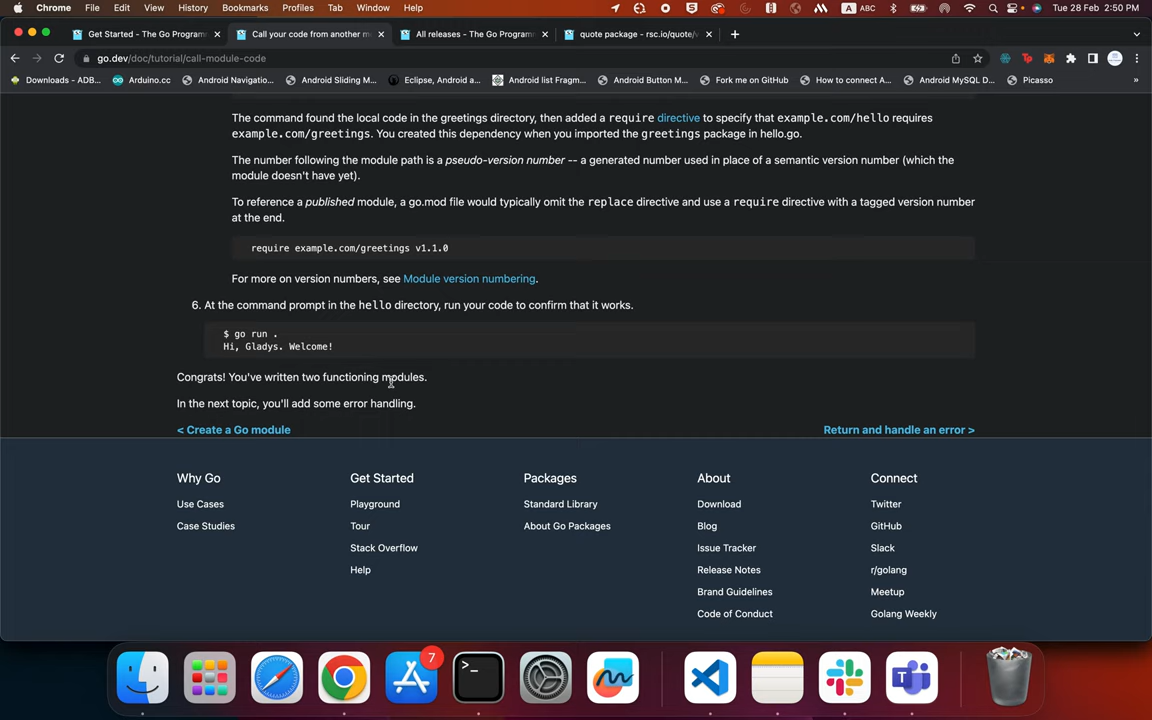 Chrome File Edit View History Bookmarks Profiles Tab Window Help A ABC Tue 28 Feb 2:50 PM
Get Started - The Go Program Call your code from another m All releases - The Go Program quote package - rsc.io/quote/v
go.dev/doc/tutorial/call-module-code
Downloads - ADB... Arduino.cc Android Navigatio... Android Sliding M... Eclipse, Android a... Android list Fragm... Android Button M... Fork me on GitHub How to connect A... Android MySQL D... Picasso »
The command found the local code in the greetings directory, then added a require directive to specify that example.com/hello requires
example.com/greetings. You created this dependency when you imported the greetings package in hello.go.
The number following the module path is a pseudo-version number -- a generated number used in place of a semantic version number (which the
module doesn't have yet).
To reference a published module, a go.mod file would typically omit the replace directive and use a require directive with a tagged version number
at the end.
require example.com/greetings v1.1.0
For more on version numbers, see Module version numbering.
6. At the command prompt in the hello directory, run your code to confirm that it works.
$ go run .
Hi, Gladys. Welcome!
Congrats! You've written two functioning modules.
In the next topic, you'll add some error handling.
< Create a Go module Return and handle an error >
Why Go Get Started Packages About Connect
Use Cases Playground Standard Library Download Twitter
Case Studies Tour About Go Packages Blog GitHub
Stack Overflow Issue Tracker Slack
Help Release Notes r/golang
Brand Guidelines Meetup
Code of Conduct Golang Weekly
7
>_